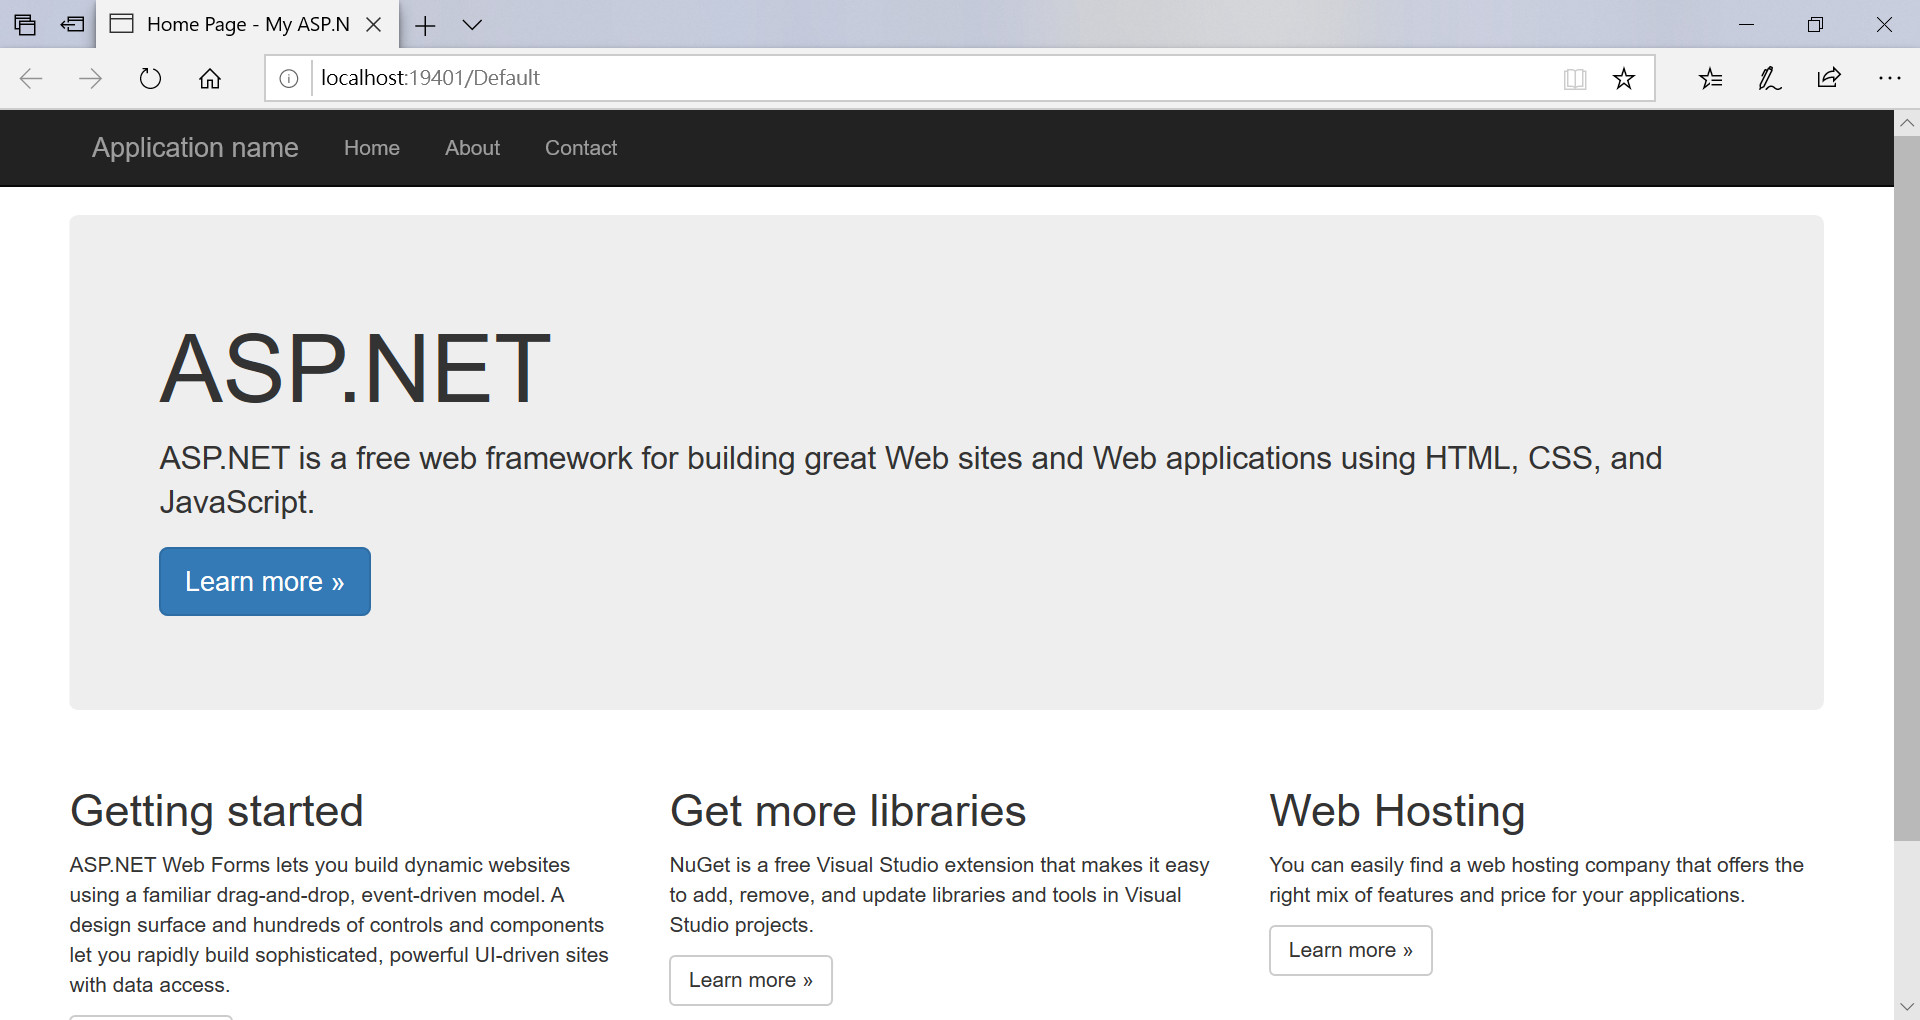 Home Page - My ASP.N
localhost:19401/Default
Application name Home About Contact
ASP.NET
ASP.NET is a free web framework for building great Web sites and Web applications using HTML, CSS, and
JavaScript.
Learn more »
Getting started
ASP.NET Web Forms lets you build dynamic websites
using a familiar drag-and-drop, event-driven model. A
design surface and hundreds of controls and components
let you rapidly build sophisticated, powerful UI-driven sites
with data access.
Get more libraries
NuGet is a free Visual Studio extension that makes it easy
to add, remove, and update libraries and tools in Visual
Studio projects.
Learn more »
Web Hosting
You can easily find a web hosting company that offers the
right mix of features and price for your applications.
Learn more »